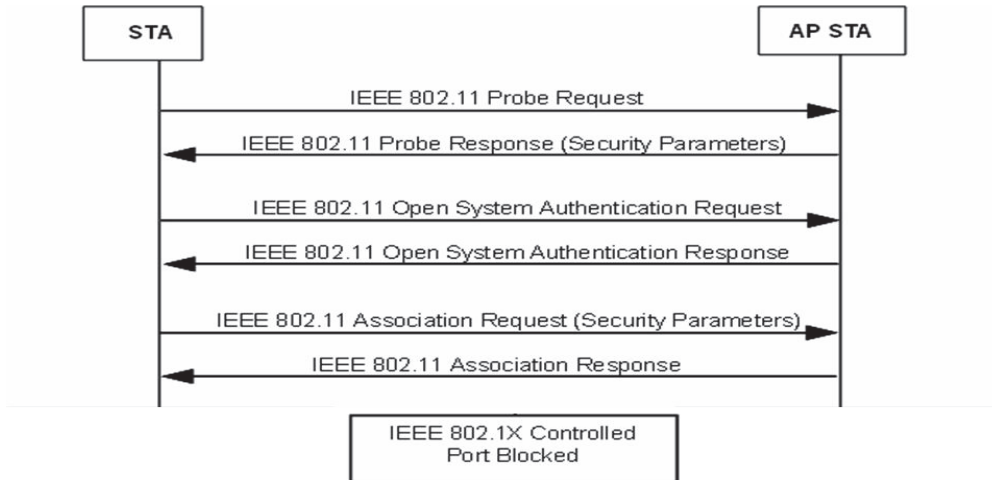 STA
AP STA
IEEE 802.11 Probe Request
IEEE 802.11 Probe Response (Security Parameters)
IEEE 802.11 Open System Authentication Request
IEEE 802.11 Open System Authentication Response
IEEE 802.11 Association Request (Security Parameters)
IEEE 802.11 Association Response
IEEE 802.1X Controlled
Port Blocked